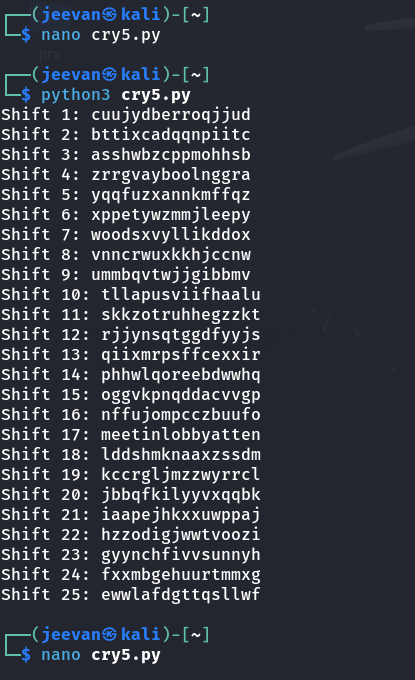 ┌──(jeevan㉿kali)-[~]
└─$ nano cry5.py
┌──(jeevan㉿kali)-[~]
└─$ python3 cry5.py
Shift 1: cuujydberroqjjud
Shift 2: bttixcadqqnpiitc
Shift 3: asshwbzcppmohhsb
Shift 4: zrrgvayboolnggra
Shift 5: yqqfuzxannkmffqz
Shift 6: xppetywzmmjleepy
Shift 7: woodsxvyllikddox
Shift 8: vnncrwuxkkhjccnw
Shift 9: ummbqvtwjjgibbmv
Shift 10: tllapusviifhaalu
Shift 11: skkzotruhhegzzkt
Shift 12: rjjynsqtggdfyyjs
Shift 13: qiixmrpsffcexxir
Shift 14: phhwlqoreebdwwhq
Shift 15: oggvkpnqddacvvgp
Shift 16: nffujompcczbuufo
Shift 17: meetinlobbyatten
Shift 18: lddshmknaaxzssdm
Shift 19: kccrgljmzzwyrrcl
Shift 20: jbbqfkilyyvxqqbk
Shift 21: iaapejhkxxuwppaj
Shift 22: hzzodigjwwtvoozi
Shift 23: gyynchfivvsunnyh
Shift 24: fxxmbgehuurtmmxg
Shift 25: ewwlafdgttqsllwf
┌──(jeevan㉿kali)-[~]
└─$ nano cry5.py